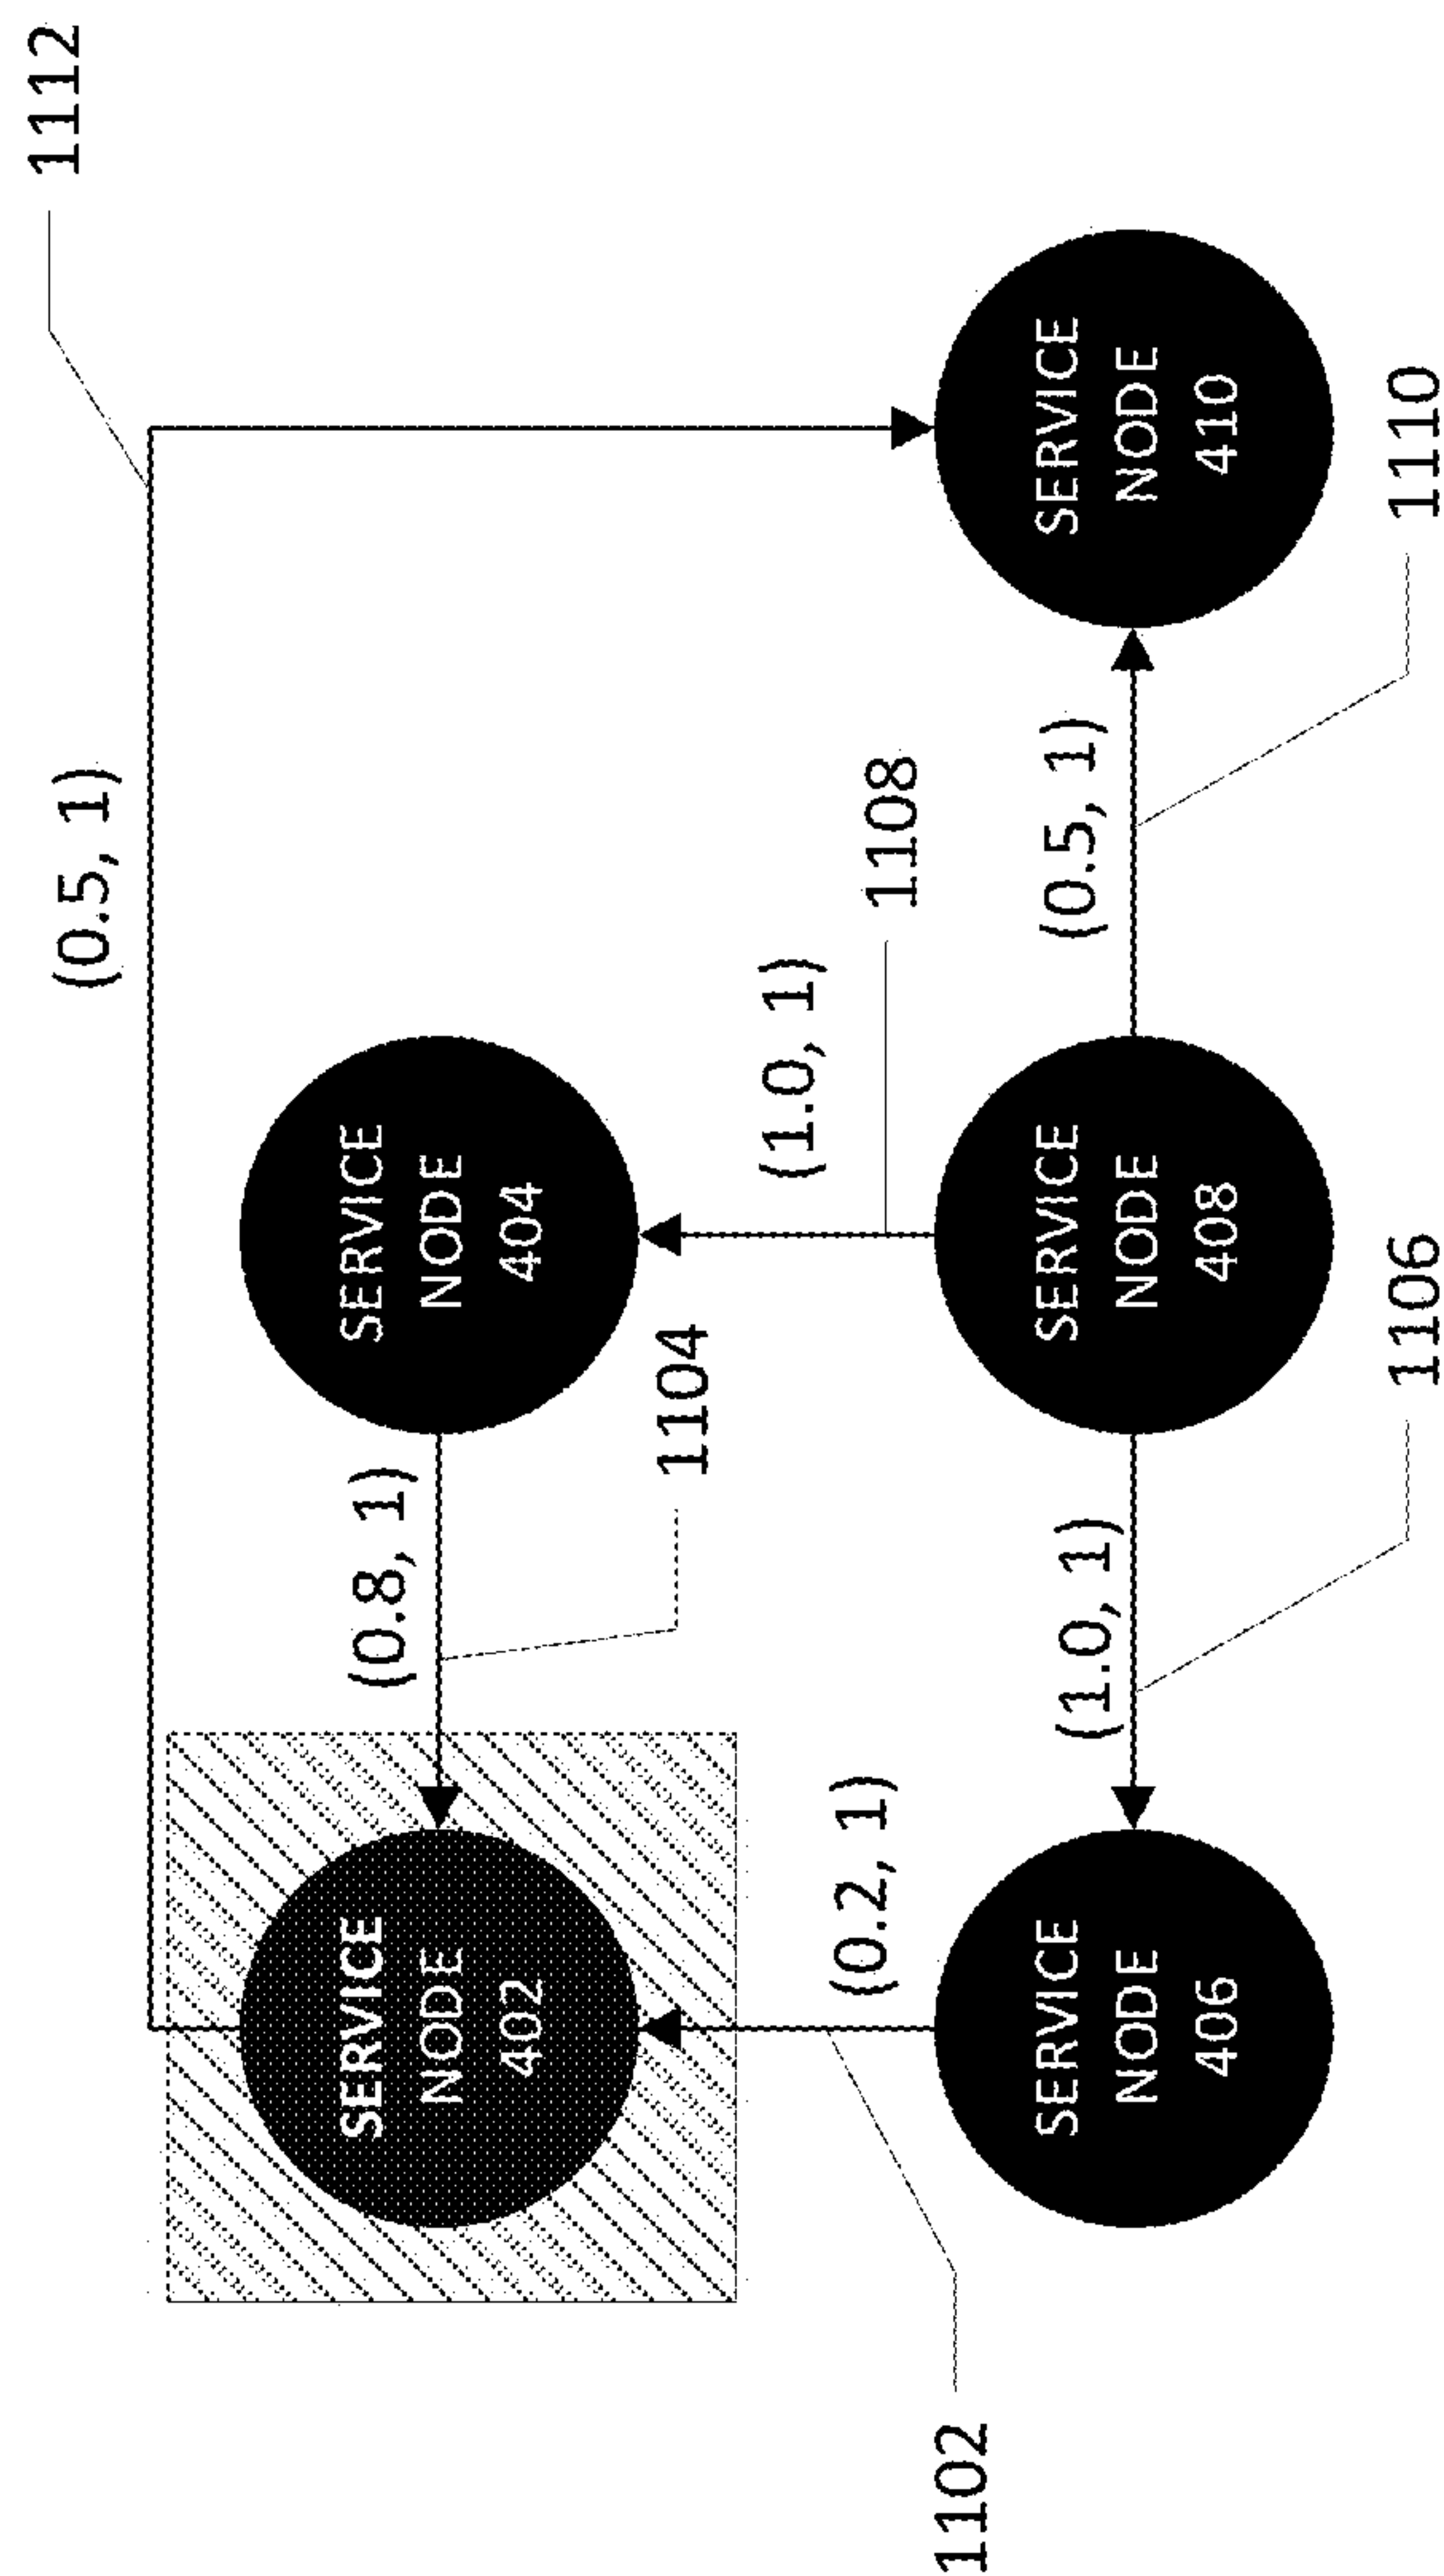 1112
(0.5, 1)
SERVICE
NODE
402
(0.8, 1)
SERVICE
NODE
404
1104
(0.2, 1)
(1.0, 1)
1108
1102
SERVICE
NODE
406
(1.0, 1)
SERVICE
NODE
408
(0.5, 1)
SERVICE
NODE
410
1106
1110